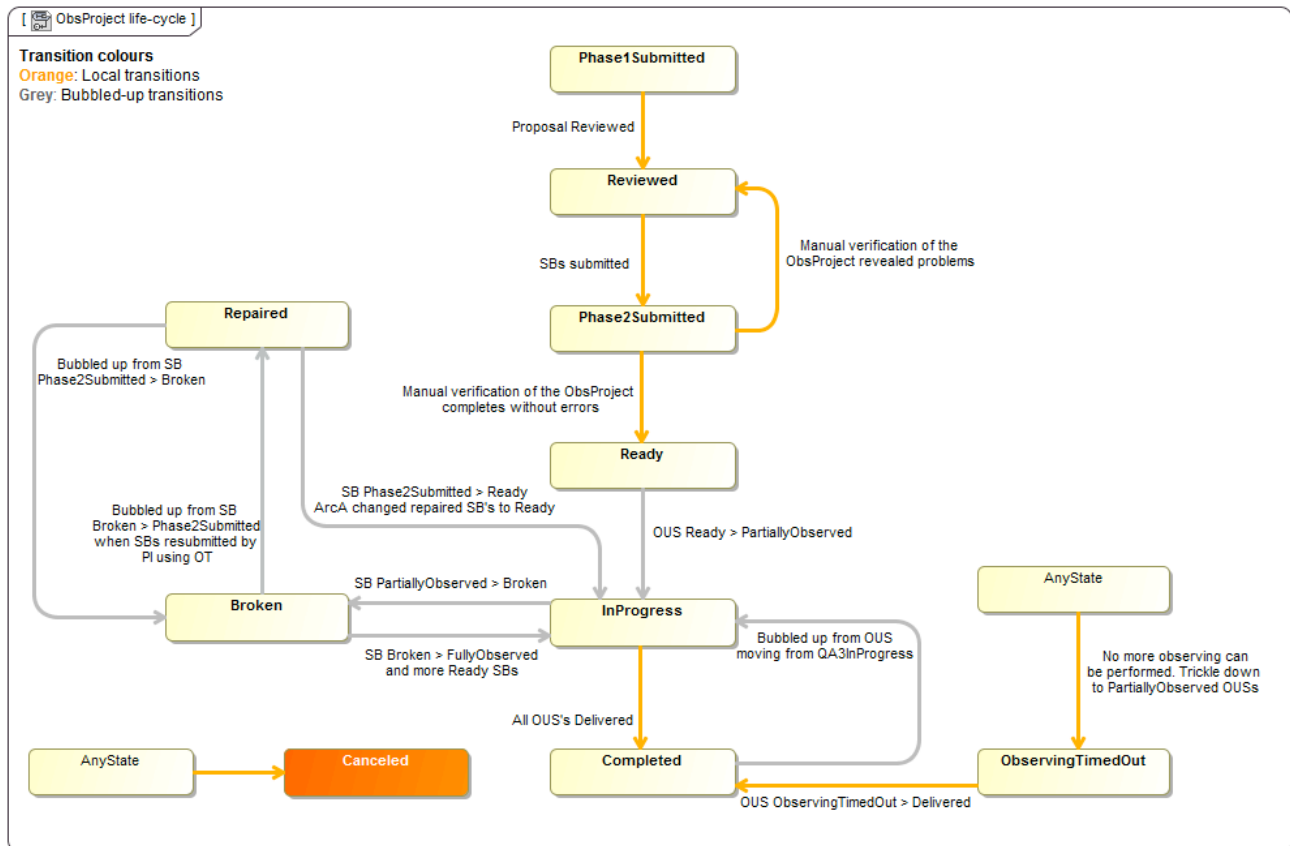 [ ObsProject life-cycle ]
Transition colours
Orange: Local transitions
Grey: Bubbled-up transitions
Phase1Submitted
Proposal Reviewed
Reviewed
Manual verification of the
ObsProject revealed problems
SBs submitted
Repaired
Phase2Submitted
Bubbled up from SB
Phase2Submitted > Broken
Manual verification of the ObsProject
completes without errors
Ready
SB Phase2Submitted > Ready
ArcA changed repaired SB's to Ready
Bubbled up from SB
Broken > Phase2Submitted
when SBs resubmitted by
PI using OT
OUS Ready > PartiallyObserved
SB PartiallyObserved > Broken
AnyState
Broken
InProgress
SB Broken > FullyObserved
and more Ready SBs
Bubbled up from OUS
moving from QA3InProgress
No more observing can
be performed. Trickle down
to PartiallyObserved OUSs
All OUS's Delivered
AnyState
Canceled
Completed
ObservingTimedOut
OUS ObservingTimedOut > Delivered